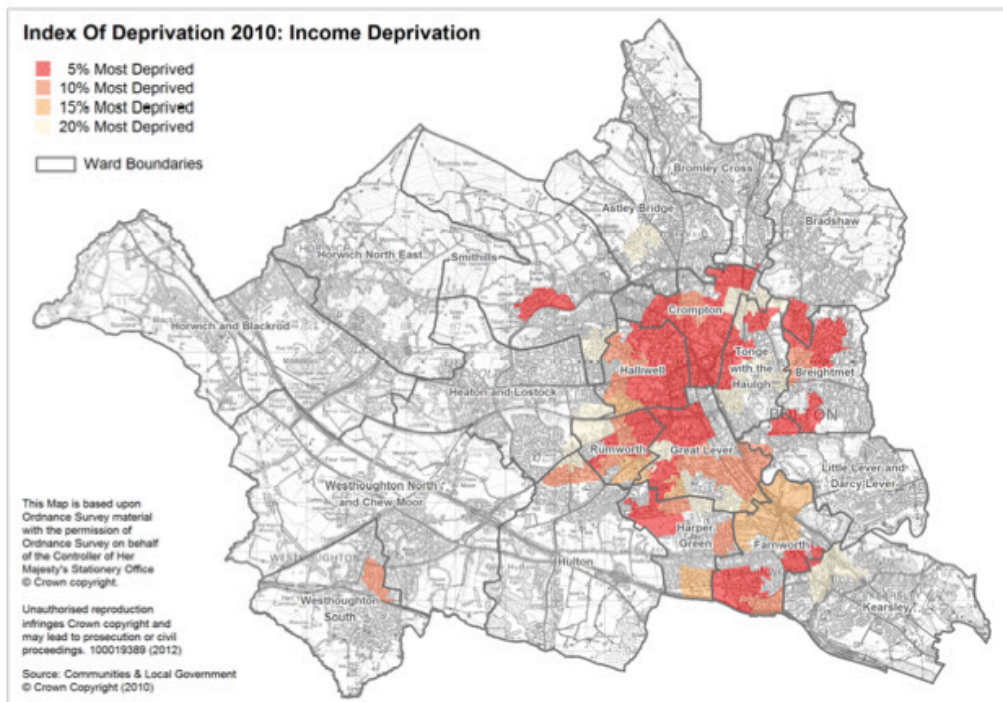 Index Of Deprivation 2010: Income Deprivation
5% Most Deprived
10% Most Deprived
15% Most Deprived
20% Most Deprived
Ward Boundaries
Bromley Cross
Astley Bridge
Bradshaw
Horwich North East
Smithills
Horwich and Blackrod
Crompton
Tonge
with the
Haulgh
Halliwell
Breightmet
Heaton and Lostock
BOLTON
Rumworth
Great Lever
Little Lever and
Darcy Lever
Westhoughton North
and Chew Moor
Harper
Green
Farnworth
WESTHOUGHTON
Hulton
Westhoughton
South
Kearsley
This Map is based upon
Ordnance Survey material
with the permission of
Ordnance Survey on behalf
of the Controller of Her
Majesty's Stationery Office
© Crown copyright.
Unauthorised reproduction
infringes Crown copyright and
may lead to prosecution or civil
proceedings. 100019389 (2012)
Source: Communities & Local Government
© Crown Copyright (2010)